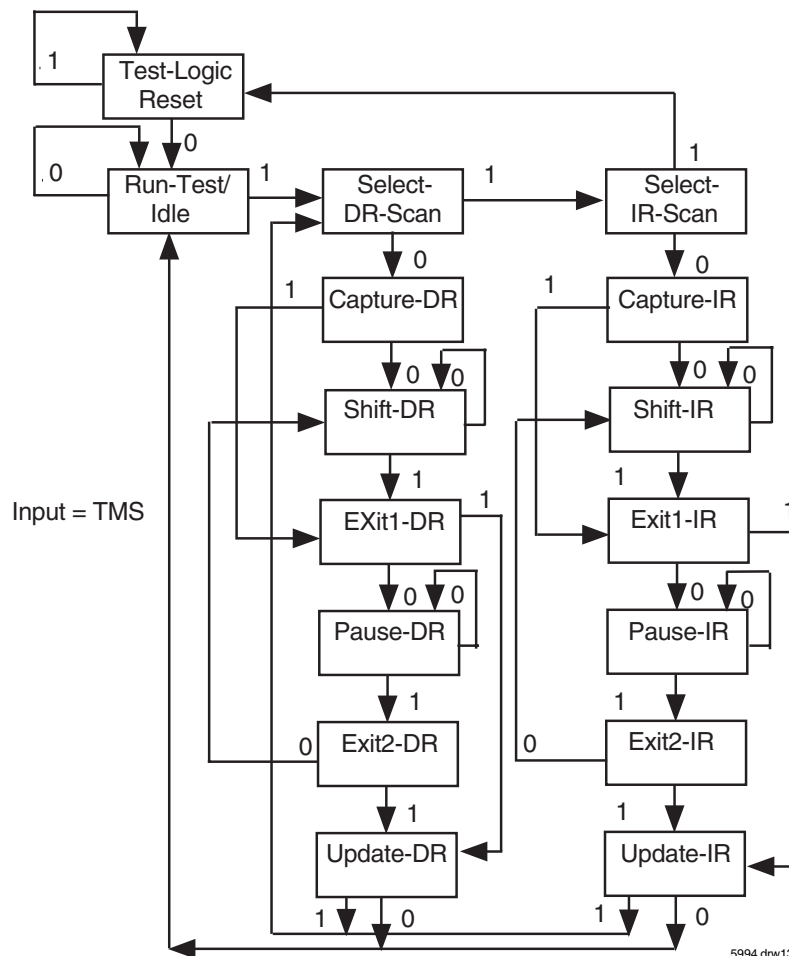 1
Test-Logic
Reset
0
1
0
Run-Test/
Idle
1
Select-
DR-Scan
1
Select-
IR-Scan
0
0
1
Capture-DR
1
Capture-IR
0
0
0
0
Shift-DR
Shift-IR
1
1
Input = TMS
EXit1-DR
1
Exit1-IR
1
0
0
0
0
Pause-DR
Pause-IR
1
1
0
Exit2-DR
0
Exit2-IR
1
1
Update-DR
Update-IR
1
0
1
0